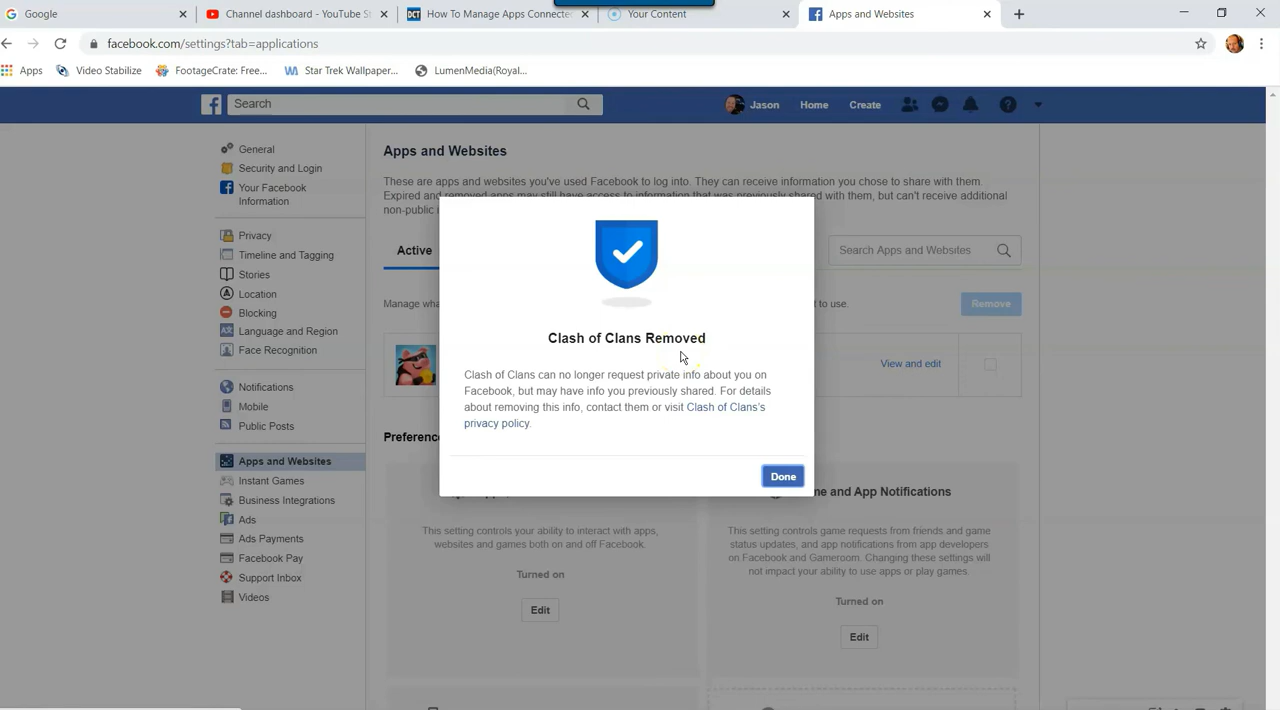 Google
Channel dashboard - YouTube S
How To Manage Apps Connected
Your Content
Apps and Websites
facebook.com/settings?tab=applications
Apps
Video Stabilize
FootageCrate: Free...
Star Trek Wallpaper...
LumenMedia(Royal...
Search
Jason
Home
Create
General
Security and Login
Your Facebook
Information
Privacy
Timeline and Tagging
Stories
Location
Blocking
Language and Region
Face Recognition
Notifications
Mobile
Public Posts
Apps and Websites
Instant Games
Business Integrations
Ads
Ads Payments
Facebook Pay
Support Inbox
Videos
Apps and Websites
These are apps and websites you've used Facebook to log into. They can receive information you chose to share with them.
Expired and removed apps may still have access to information that was previously shared with them, but can't receive additional
non-public i
Active
Search Apps and Websites
Manage wha
t to use.
Remove
View and edit
Clash of Clans Removed
Clash of Clans can no longer request private info about you on
Facebook, but may have info you previously shared. For details
about removing this info, contact them or visit Clash of Clans's
privacy policy.
Done
Preference
me and App Notifications
This setting controls your ability to interact with apps,
websites and games both on and off Facebook.
Turned on
Edit
This setting controls game requests from friends and game
status updates, and app notifications from app developers
on Facebook and Gameroom. Changing these settings will
not impact your ability to use apps or play games.
Turned on
Edit